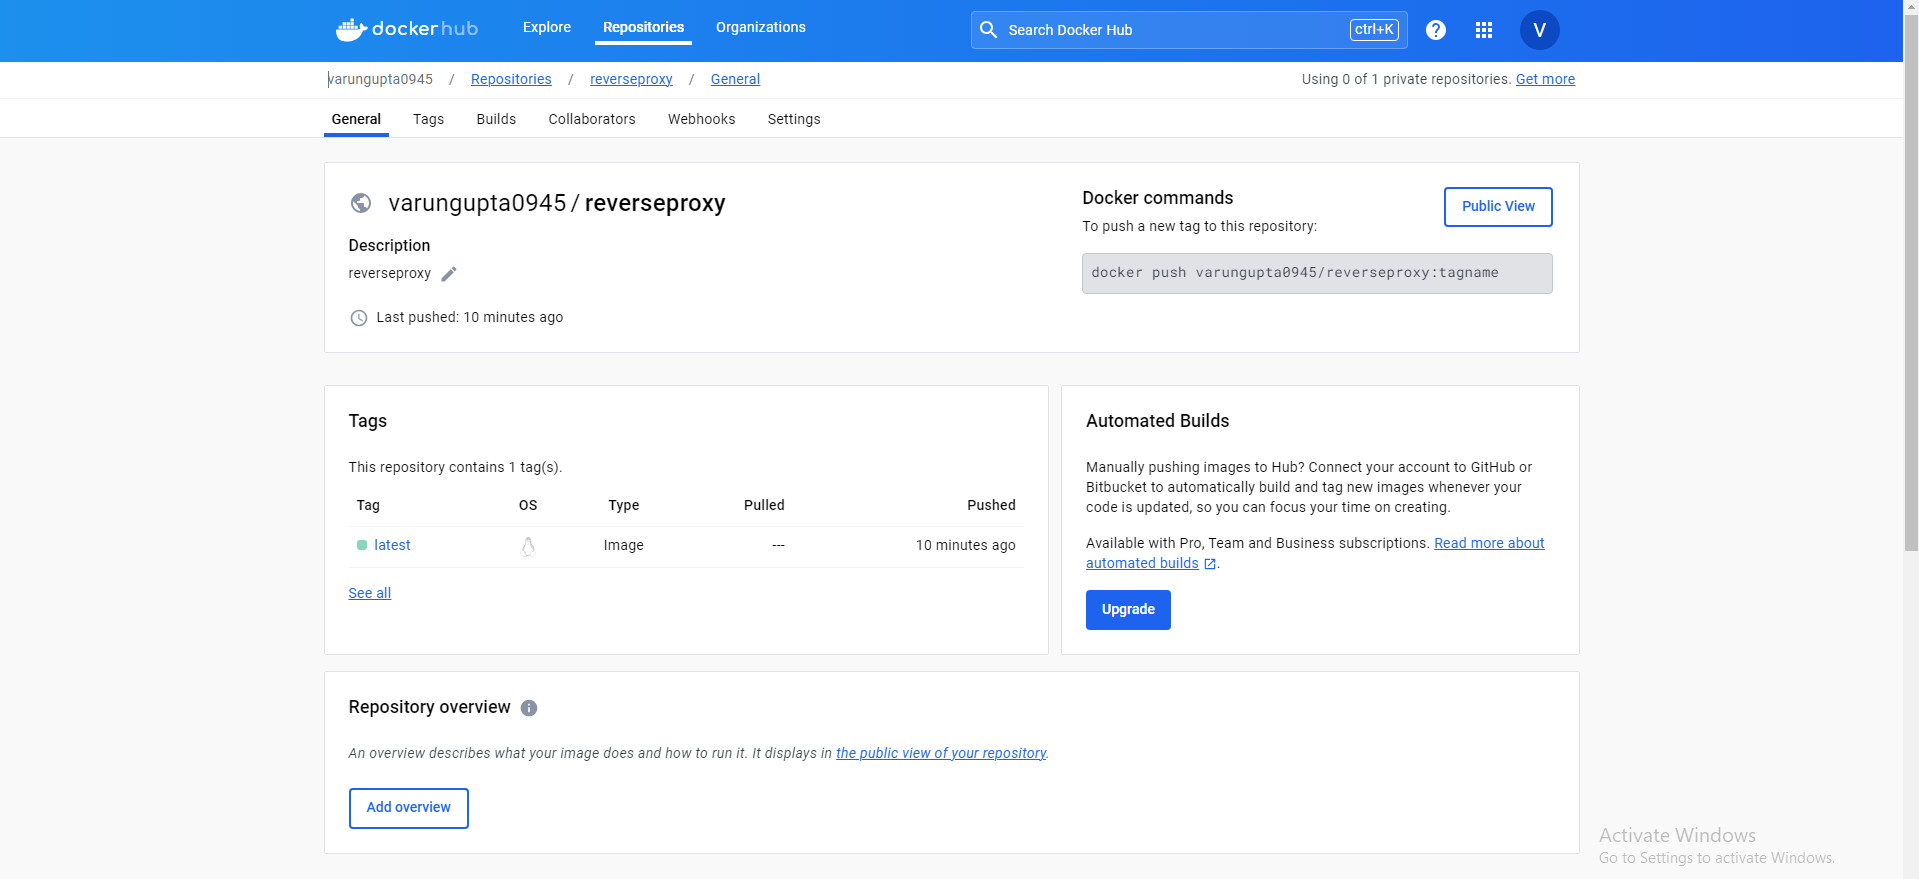 docker hub
Explore Repositories Organizations
Search Docker Hub ctrl+K
? V
varungupta0945 / Repositories / reverseproxy / General
Using 0 of 1 private repositories. Get more
General Tags Builds Collaborators Webhooks Settings
varungupta0945 / reverseproxy
Description
reverseproxy
Last pushed: 10 minutes ago
Docker commands
Public View
To push a new tag to this repository:
docker push varungupta0945/reverseproxy:tagname
Tags
This repository contains 1 tag(s).
Tag OS Type Pulled Pushed
latest Image --- 10 minutes ago
See all
Automated Builds
Manually pushing images to Hub? Connect your account to GitHub or
Bitbucket to automatically build and tag new images whenever your
code is updated, so you can focus your time on creating.
Available with Pro, Team and Business subscriptions. Read more about
automated builds .
Upgrade
Repository overview i
An overview describes what your image does and how to run it. It displays in the public view of your repository.
Add overview
Activate Windows
Go to Settings to activate Windows.